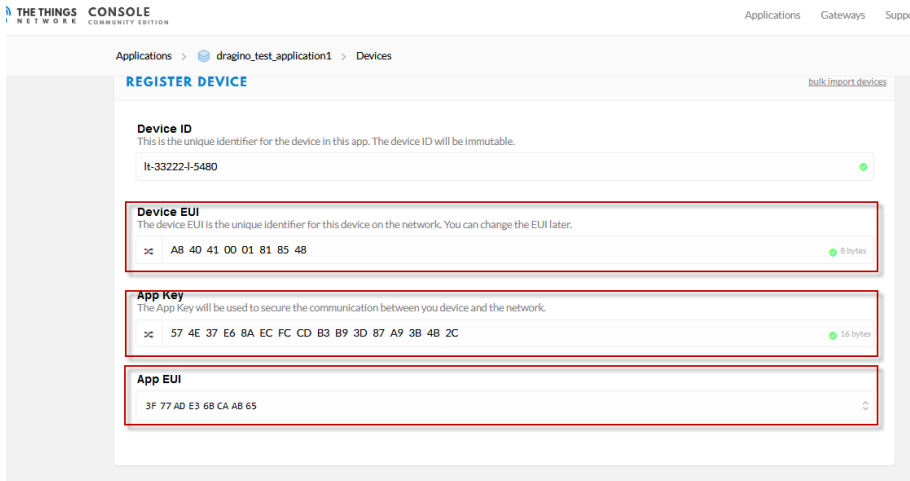 THE THINGS NETWORK CONSOLE COMMUNITY EDITION
Applications Gateways
Applications > dragino_test_application1 > Devices
REGISTER DEVICE bulk import devices
Device ID
This is the unique identifier for the device in this app. The device ID will be immutable.
lt-33222-l-5480
Device EUI
The device EUI is the unique identifier for this device on the network. You can change the EUI later.
A8 40 41 00 01 81 85 48 8 bytes
App Key
The App Key will be used to secure the communication between you device and the network.
57 4E 37 E6 8A EC FC CD B3 B9 3D 87 A9 3B 4B 2C 16 bytes
App EUI
3F 77 AD E3 6B CA AB 65